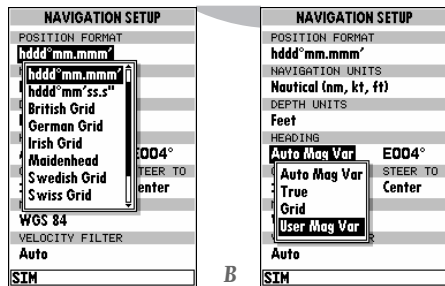 NAVIGATION SETUP
POSITION FORMAT
hddd°mm.mmm'
hddd°mm.mmm'
hddd°mm'ss.s"
British Grid
German Grid
Irish Grid
Maidenhead
Swedish Grid
Swiss Grid
E004°
TEER TO
enter
WGS 84
VELOCITY FILTER
Auto
SIM
B
NAVIGATION SETUP
POSITION FORMAT
hddd°mm.mmm'
NAVIGATION UNITS
Nautical (nm, kt, ft)
DEPTH UNITS
Feet
HEADING
Auto Mag Var E004°
Auto Mag Var
True
Grid
User Mag Var
STEER TO
Center
R
Auto
SIM